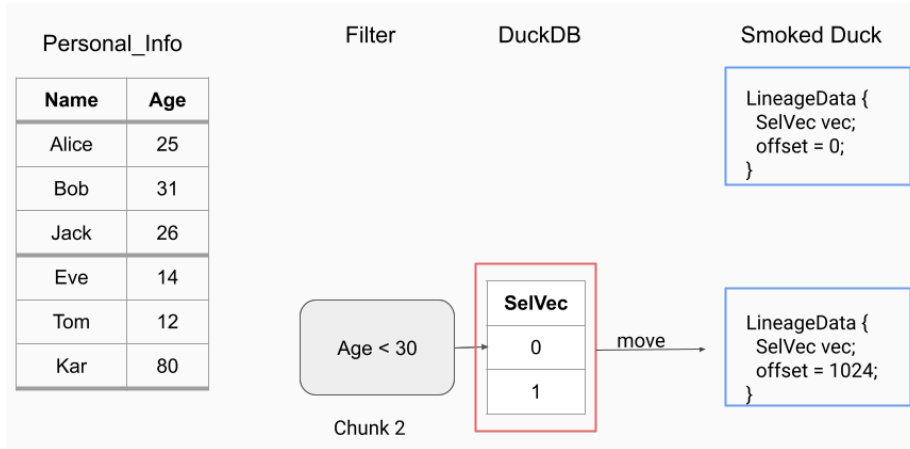 Personal_Info
Name Age
Alice 25
Bob 31
Jack 26
Eve 14
Tom 12
Kar 80
Filter
Age < 30
Chunk 2
DuckDB
SelVec
0
1
move
Smoked Duck
LineageData {
SelVec vec;
offset = 0;
}
LineageData {
SelVec vec;
offset = 1024;
}